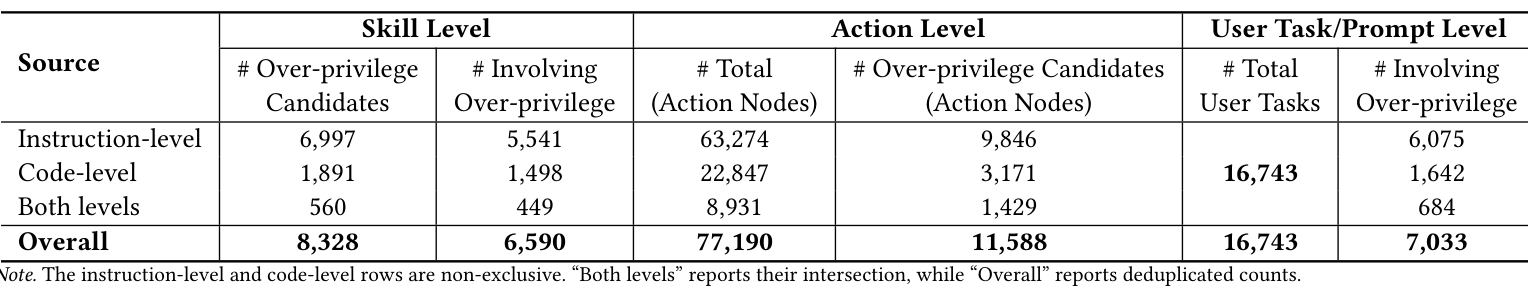 Source | Skill Level | Action Level | User Task/Prompt Level
# Over-privilege Candidates | # Involving Over-privilege | # Total (Action Nodes) | # Over-privilege Candidates (Action Nodes) | # Total User Tasks | # Involving Over-privilege
Instruction-level 6,997 5,541 63,274 9,846 6,075
Code-level 1,891 1,498 22,847 3,171 16,743 1,642
Both levels 560 449 8,931 1,429 684
Overall 8,328 6,590 77,190 11,588 16,743 7,033
Note. The instruction-level and code-level rows are non-exclusive. “Both levels” reports their intersection, while “Overall” reports deduplicated counts.